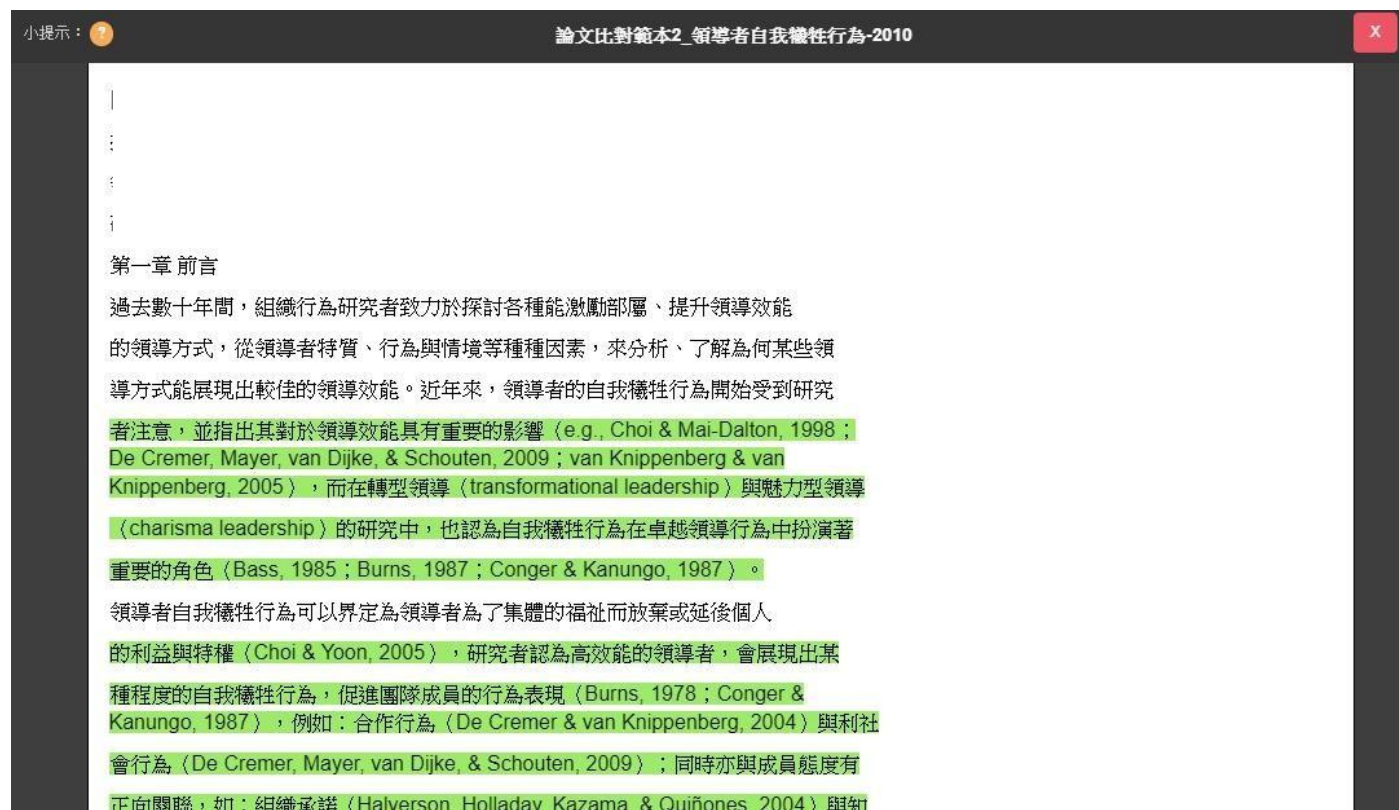 小提示：?
論文比對範本2_領導者自我犧牲行為-2010
X
第一章 前言
過去數十年間，組織行為研究者致力於探討各種能激勵部屬、提升領導效能
的領導方式，從領導者特質、行為與情境等種種因素，來分析、了解為何某些領
導方式能展現出較佳的領導效能。近年來，領導者的自我犧牲行為開始受到研究
者注意，並指出其對於領導效能具有重要的影響（e.g., Choi & Mai-Dalton, 1998；
De Cremer, Mayer, van Dijke, & Schouten, 2009；van Knippenberg & van
Knippenberg, 2005），而在轉型領導（transformational leadership）與魅力型領導
（charisma leadership）的研究中，也認為自我犧牲行為在卓越領導行為中扮演著
重要的角色（Bass, 1985；Burns, 1987；Conger & Kanungo, 1987）。
領導者自我犧牲行為可以界定為領導者為了集體的福祉而放棄或延後個人
的利益與特權（Choi & Yoon, 2005），研究者認為高效能的領導者，會展現出某
種程度的自我犧牲行為，促進團隊成員的行為表現（Burns, 1978；Conger &
Kanungo, 1987），例如：合作行為（De Cremer & van Knippenberg, 2004）與利社
會行為（De Cremer, Mayer, van Dijke, & Schouten, 2009）；同時亦與成員態度有
正向關聯，如：組織承諾（Halverson, Holladay, Kazama, & Quiñones, 2004）與知